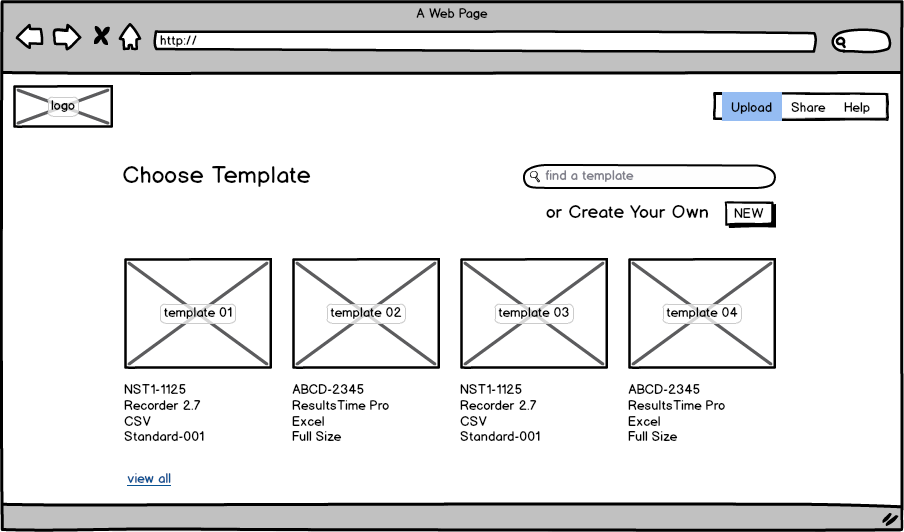 A Web Page
http://
logo
Upload Share Help
Choose Template
find a template
or Create Your Own NEW
template 01 template 02 template 03 template 04
NST1-1125 ABCD-2345 NST1-1125 ABCD-2345
Recorder 2.7 ResultsTime Pro Recorder 2.7 ResultsTime Pro
CSV Excel CSV Excel
Standard-001 Full Size Standard-001 Full Size
view all